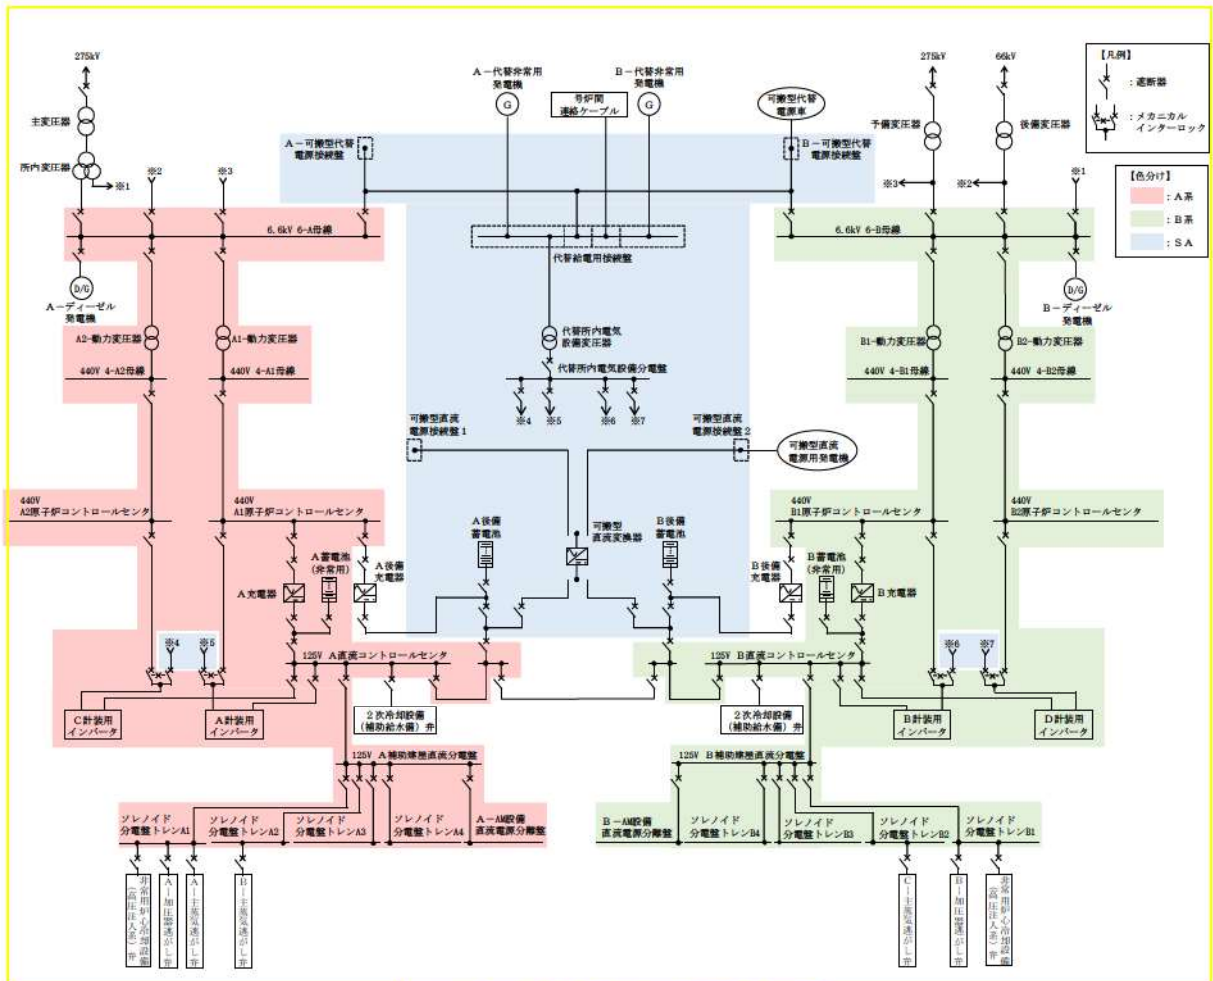 275kV
主変圧器
所内変圧器
※1
※2
※3
A-代替非常用
発電機
G
号炉間
連絡ケーブル
B-代替非常用
発電機
G
可搬型代替
電源車
A-可搬型代替
電源接続盤
B-可搬型代替
電源接続盤
275kV
66kV
予備変圧器
後備変圧器
※3
※2
※1
【凡例】
:遮断器
:メカニカル
インターロック
【色分け】
:A系
:B系
:SA
6.6kV 6-A母線
6.6kV 6-B母線
代替給電用接続盤
D/G
A-ディーゼル
発電機
D/G
B-ディーゼル
発電機
A2-動力変圧器
A1-動力変圧器
代替所内電気
設備変圧器
B1-動力変圧器
B2-動力変圧器
440V 4-A2母線
440V 4-A1母線
代替所内電気設備分電盤
440V 4-B1母線
440V 4-B2母線
※4
※5
※6
※7
可搬型直流
電源接続盤1
可搬型直流
電源接続盤2
可搬型直流
電源用発電機
440V
A2原子炉コントロールセンタ
440V
A1原子炉コントロールセンタ
440V
B1原子炉コントロールセンタ
440V
B2原子炉コントロールセンタ
A充電器
A蓄電池
(非常用)
A後備
充電器
A後備
蓄電池
可搬型
直流変換器
B後備
蓄電池
B後備
充電器
B蓄電池
(非常用)
B充電器
※4
※5
※6
※7
125V A直流コントロールセンタ
125V B直流コントロールセンタ
C計装用
インバータ
A計装用
インバータ
2次冷却設備
(補助給水備)弁
2次冷却設備
(補助給水備)弁
B計装用
インバータ
D計装用
インバータ
125V A補助建屋直流分電盤
125V B補助建屋直流分電盤
ソレノイド
分電盤トレンA1
ソレノイド
分電盤トレンA2
ソレノイド
分電盤トレンA3
ソレノイド
分電盤トレンA4
A-AM設備
直流電源分離盤
B-AM設備
直流電源分離盤
ソレノイド
分電盤トレンB4
ソレノイド
分電盤トレンB3
ソレノイド
分電盤トレンB2
ソレノイド
分電盤トレンB1
非常用炉心冷却設備
(高圧注入系)弁
A-加圧器逃がし弁
A-主蒸気逃がし弁
B-主蒸気逃がし弁
C-主蒸気逃がし弁
B-加圧器逃がし弁
非常用炉心冷却設備
(高圧注入系)弁